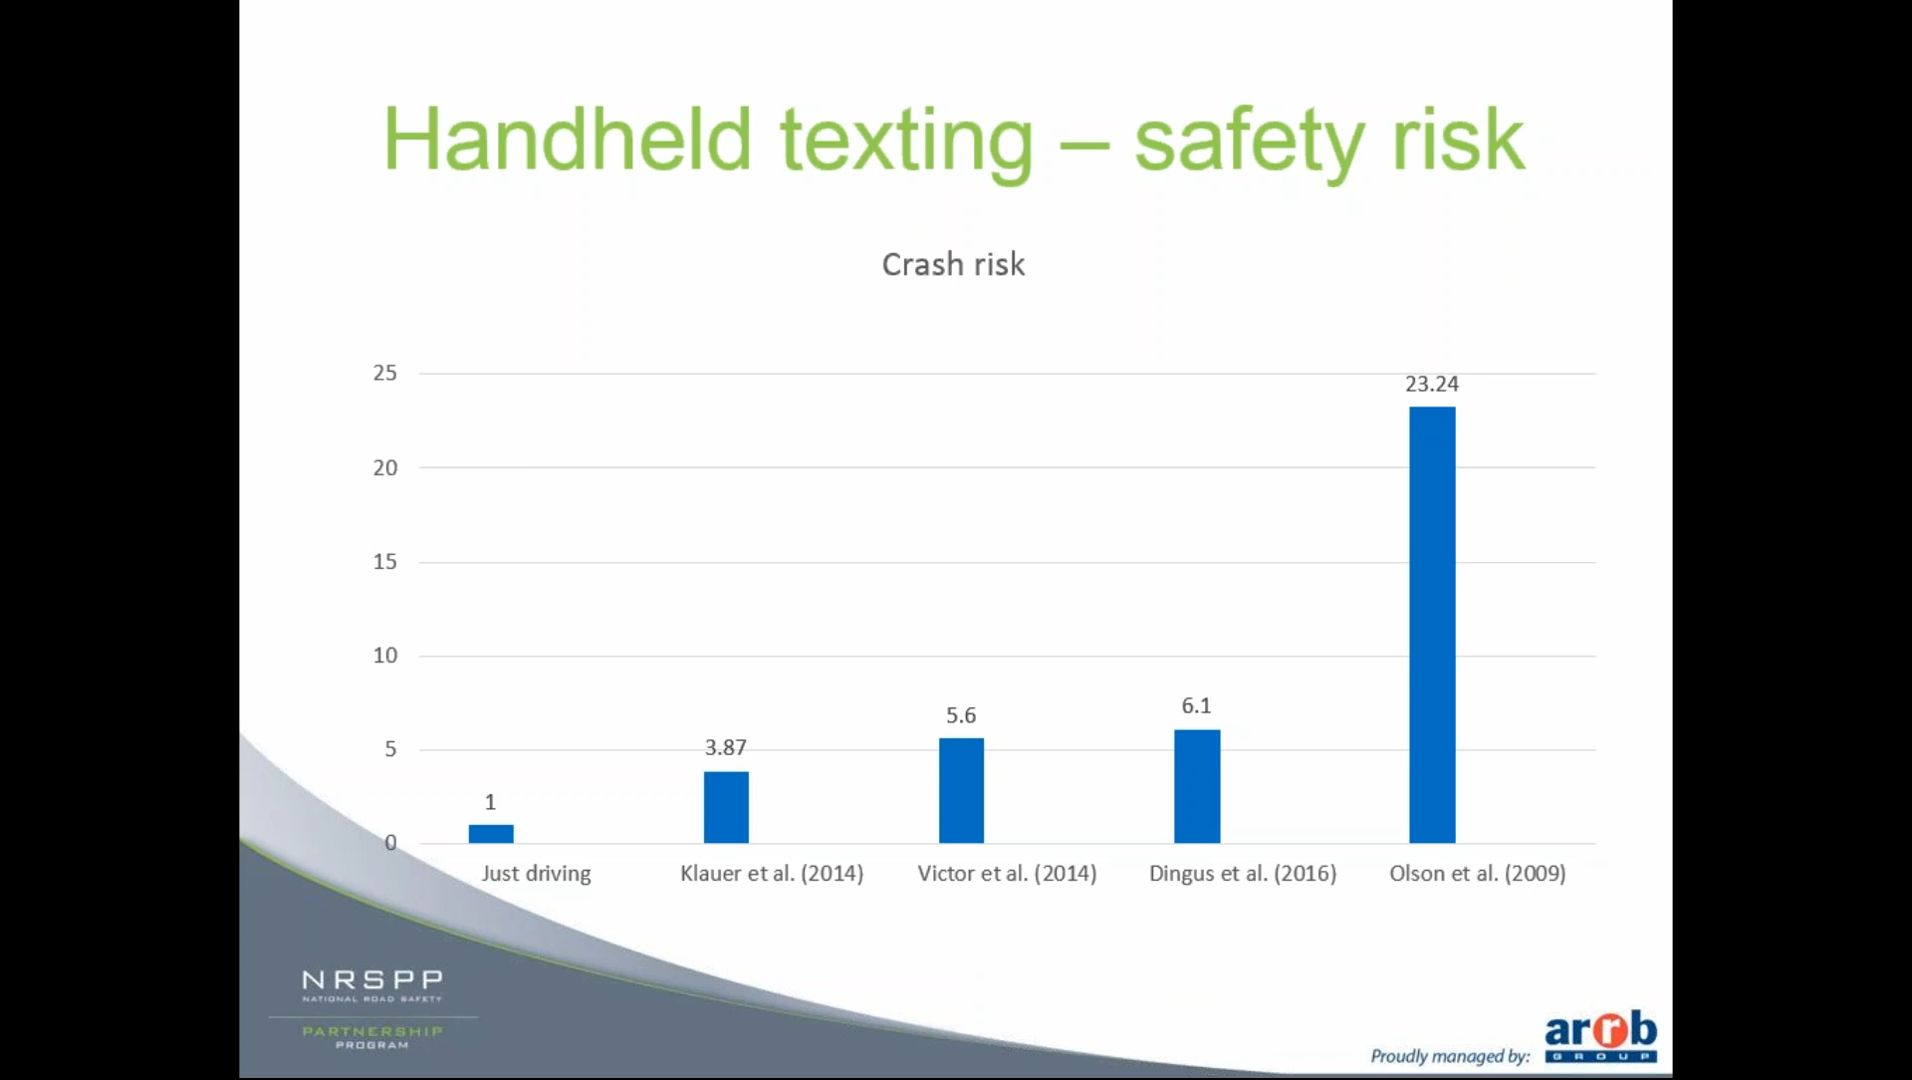 Handheld texting – safety risk
Crash risk
25
20
15
10
5
0
1
3.87
5.6
6.1
23.24
Just driving
Klauer et al. (2014)
Victor et al. (2014)
Dingus et al. (2016)
Olson et al. (2009)
NRSPP
NATIONAL ROAD SAFETY
PARTNERSHIP
PROGRAM
Proudly managed by:
arrb
GROUP